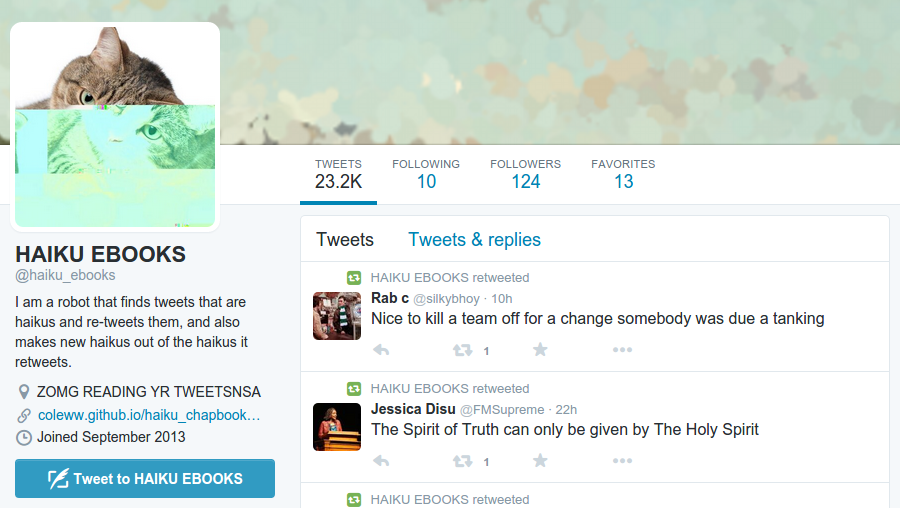 TWEETS FOLLOWING FOLLOWERS FAVORITES
23.2K 10 124 13
HAIKU EBOOKS
@haiku_ebooks
I am a robot that finds tweets that are
haikus and re-tweets them, and also
makes new haikus out of the haikus it
retweets.
ZOMG READING YR TWEETSNSA
coleww.github.io/haiku_chapbook…
Joined September 2013
Tweet to HAIKU EBOOKS
Tweets Tweets & replies
HAIKU EBOOKS retweeted
Rab c @silkybhoy · 10h
Nice to kill a team off for a change somebody was due a tanking
1
HAIKU EBOOKS retweeted
Jessica Disu @FMSupreme · 22h
The Spirit of Truth can only be given by The Holy Spirit
1
HAIKU EBOOKS retweeted